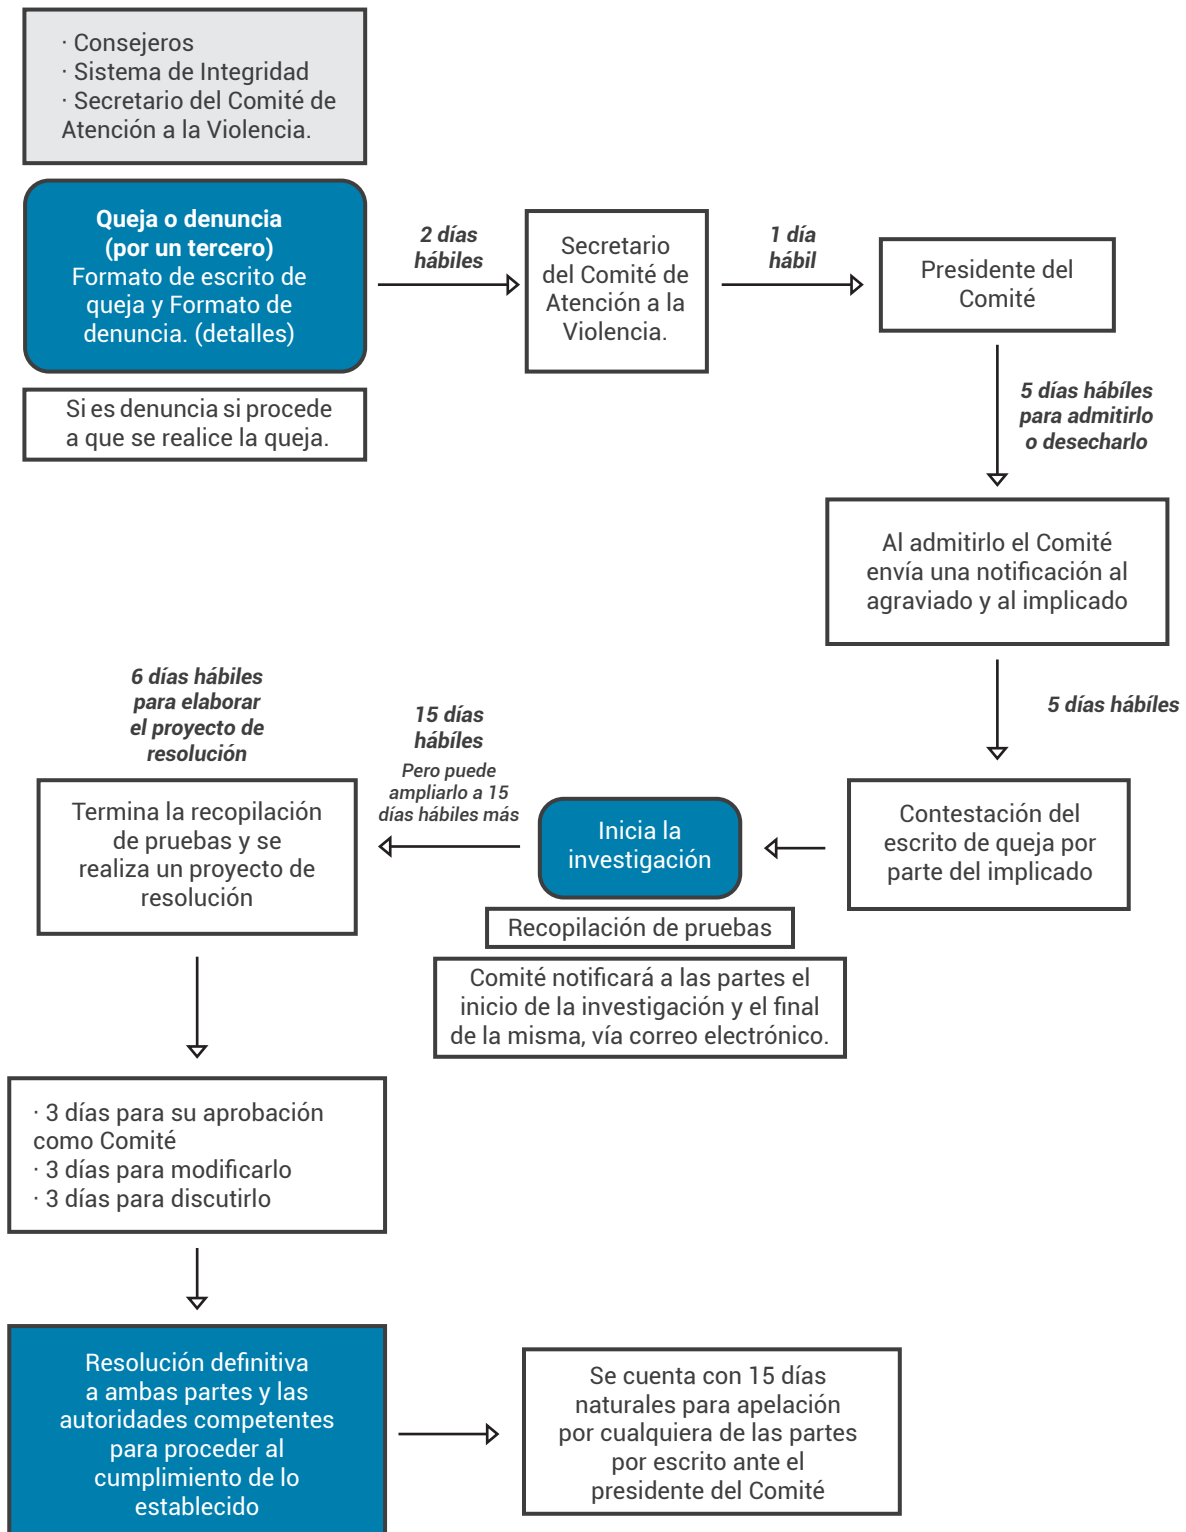 · Consejeros
· Sistema de Integridad
· Secretario del Comité de
Atención a la Violencia.
Queja o denuncia
(por un tercero)
Formato de escrito de
queja y Formato de
denuncia. (detalles)
Si es denuncia si procede
a que se realice la queja.
2 días
hábiles
Secretario
del Comité de
Atención a la
Violencia.
1 día
hábil
Presidente del
Comité
5 días hábíles
para admitirlo
o desecharlo
Al admitirlo el Comité
envía una notificación al
agraviado y al implicado
5 días hábíles
Contestación del
escrito de queja por
parte del implicado
Inicia la
investigación
Recopilación de pruebas
Comité notificará a las partes el
inicio de la investigación y el final
de la misma, vía correo electrónico.
15 días
hábíles
Pero puede
ampliarlo a 15
días hábiles más
6 días hábiles
para elaborar
el proyecto de
resolución
Termina la recopilación
de pruebas y se
realiza un proyecto de
resolución
· 3 días para su aprobación
como Comité
· 3 días para modificarlo
· 3 días para discutirlo
Resolución definitiva
a ambas partes y las
autoridades competentes
para proceder al
cumplimiento de lo
establecido
Se cuenta con 15 días
naturales para apelación
por cualquiera de las partes
por escrito ante el
presidente del Comité